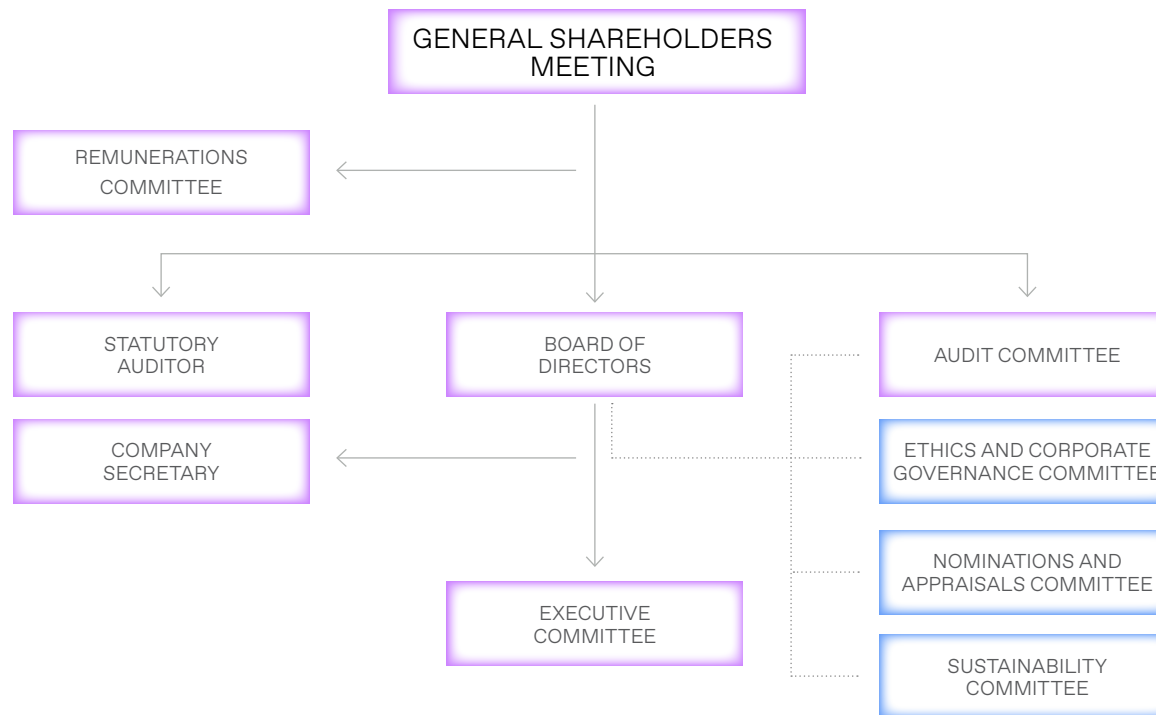 GENERAL SHAREHOLDERS
MEETING
REMUNERATIONS
COMMITTEE
STATUTORY
AUDITOR
BOARD OF
DIRECTORS
AUDIT COMMITTEE
COMPANY
SECRETARY
ETHICS AND CORPORATE
GOVERNANCE COMMITTEE
EXECUTIVE
COMMITTEE
NOMINATIONS AND
APPRAISALS COMMITTEE
SUSTAINABILITY
COMMITTEE